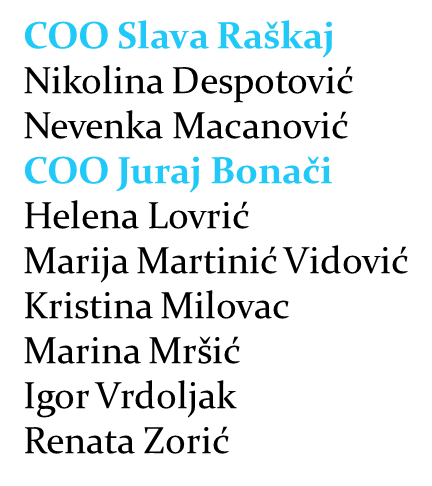 COO Slava Raškaj
Nikolina Despotović
Nevenka Macanović
COO Juraj Bonači
Helena Lovrić
Marija Martinić Vidović
Kristina Milovac
Marina Mršić
Igor Vrdoljak
Renata Zorić